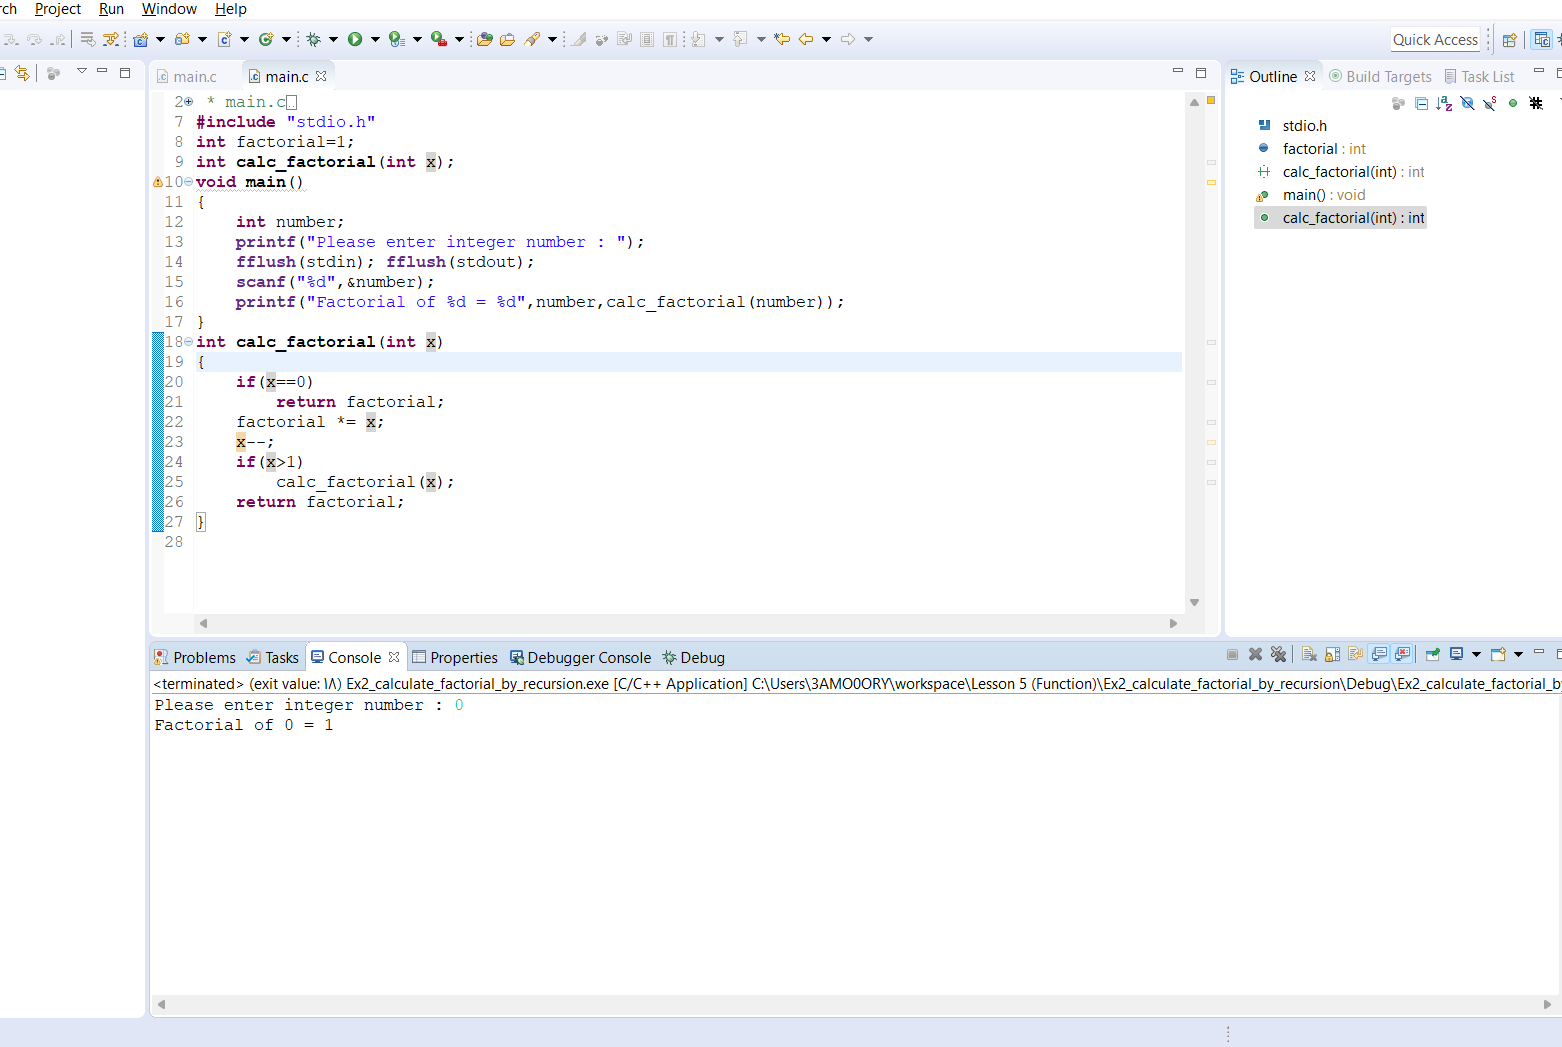 rch Project Run Window Help
Quick Access
main.c main.c
2 * main.c
7 #include "stdio.h"
8 int factorial=1;
9 int calc_factorial(int x);
10 void main()
11 {
12 int number;
13 printf("Please enter integer number : ");
14 fflush(stdin); fflush(stdout);
15 scanf("%d",&number);
16 printf("Factorial of %d = %d",number,calc_factorial(number));
17 }
18 int calc_factorial(int x)
19 {
20 if(x==0)
21 return factorial;
22 factorial *= x;
23 x--;
24 if(x>1)
25 calc_factorial(x);
26 return factorial;
27 }
28
Outline Build Targets Task List
stdio.h
factorial : int
calc_factorial(int) : int
main() : void
calc_factorial(int) : int
Problems Tasks Console Properties Debugger Console Debug
<terminated> (exit value: ١٨) Ex2_calculate_factorial_by_recursion.exe [C/C++ Application] C:\Users\3AMO0ORY\workspace\Lesson 5 (Function)\Ex2_calculate_factorial_by_recursion\Debug\Ex2_calculate_factorial_by
Please enter integer number : 0
Factorial of 0 = 1